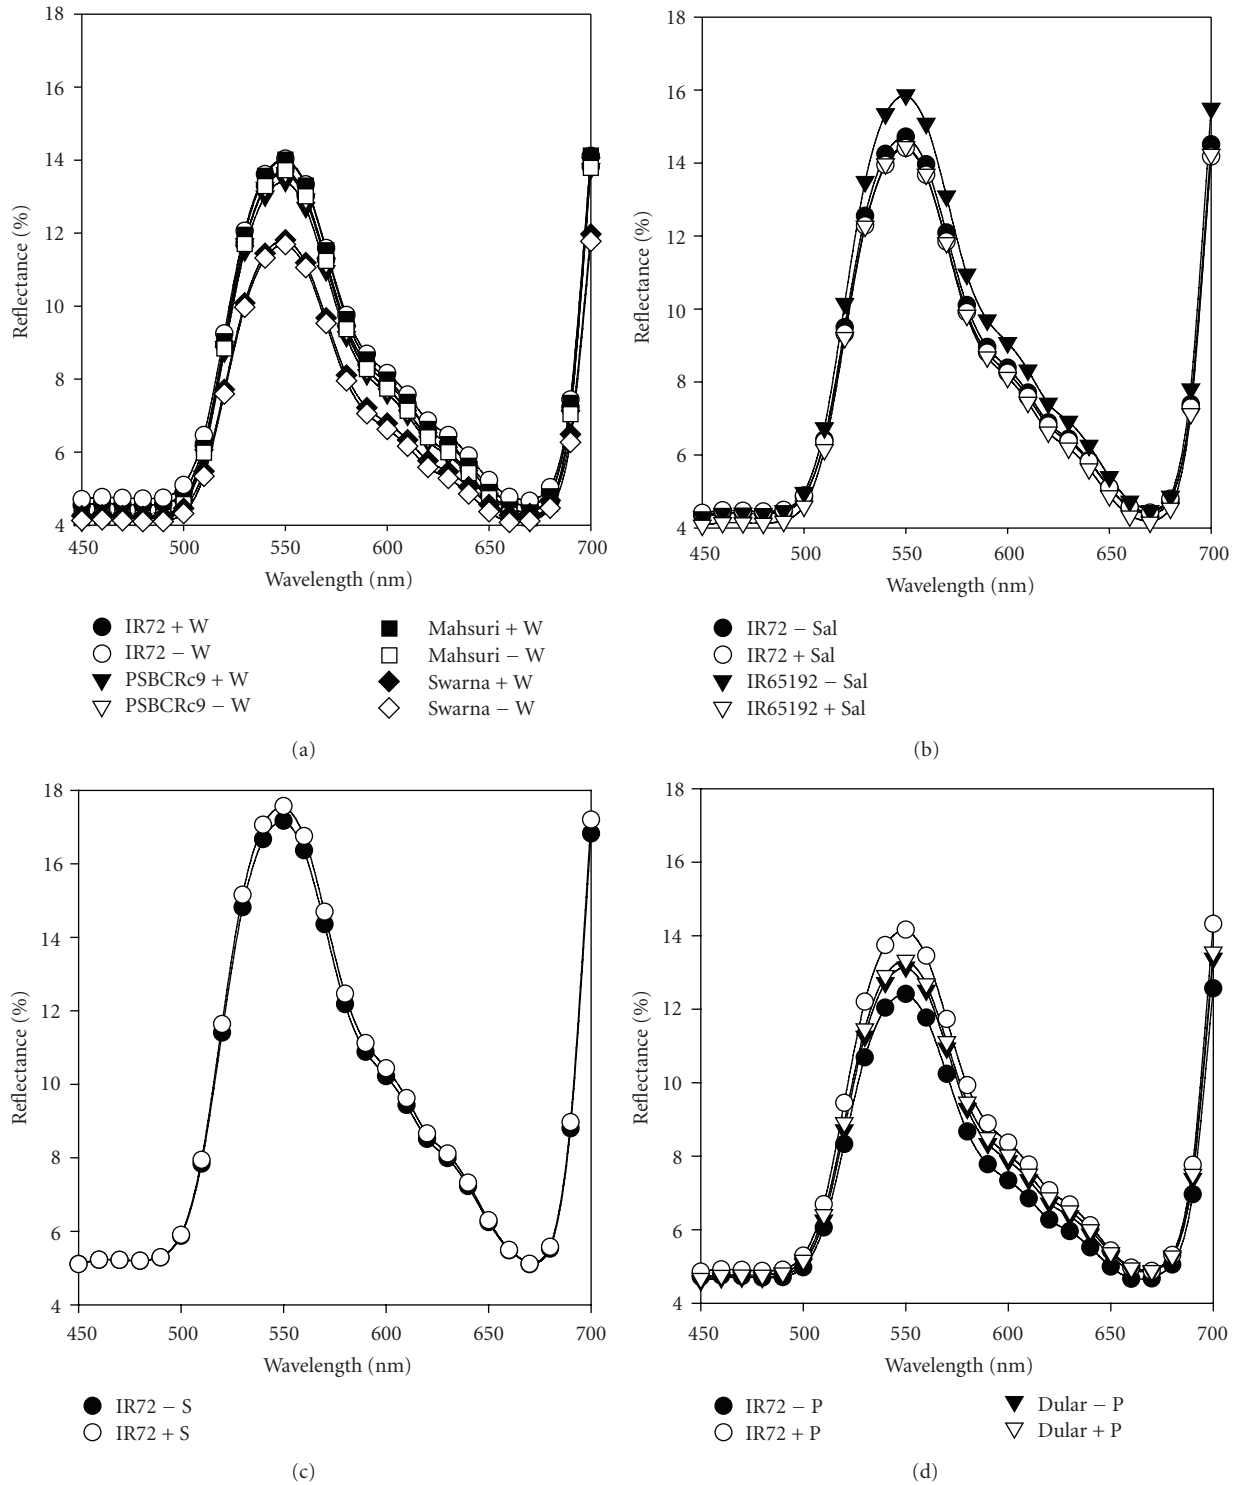 18
16
14
12
10
8
6
4
Reflectance (%)
450 500 550 600 650 700
Wavelength (nm)
IR72 + W
IR72 − W
PSBCRc9 + W
PSBCRc9 − W
Mahsuri + W
Mahsuri − W
Swarna + W
Swarna − W
(a)
18
16
14
12
10
8
6
4
Reflectance (%)
450 500 550 600 650 700
Wavelength (nm)
IR72 − Sal
IR72 + Sal
IR65192 − Sal
IR65192 + Sal
(b)
18
16
14
12
10
8
6
4
Reflectance (%)
450 500 550 600 650 700
Wavelength (nm)
IR72 − S
IR72 + S
(c)
18
16
14
12
10
8
6
4
Reflectance (%)
450 500 550 600 650 700
Wavelength (nm)
IR72 − P
IR72 + P
Dular − P
Dular + P
(d)